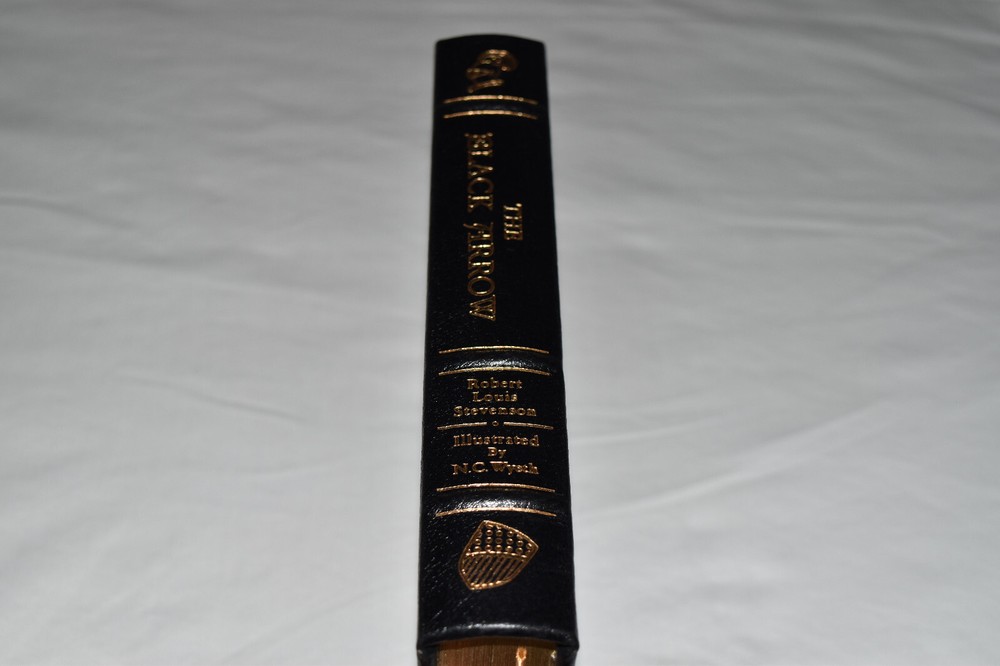 THE
BLACK ARROW
Robert
Louis
Stevenson
Illustrated
By
N.C. Wyeth